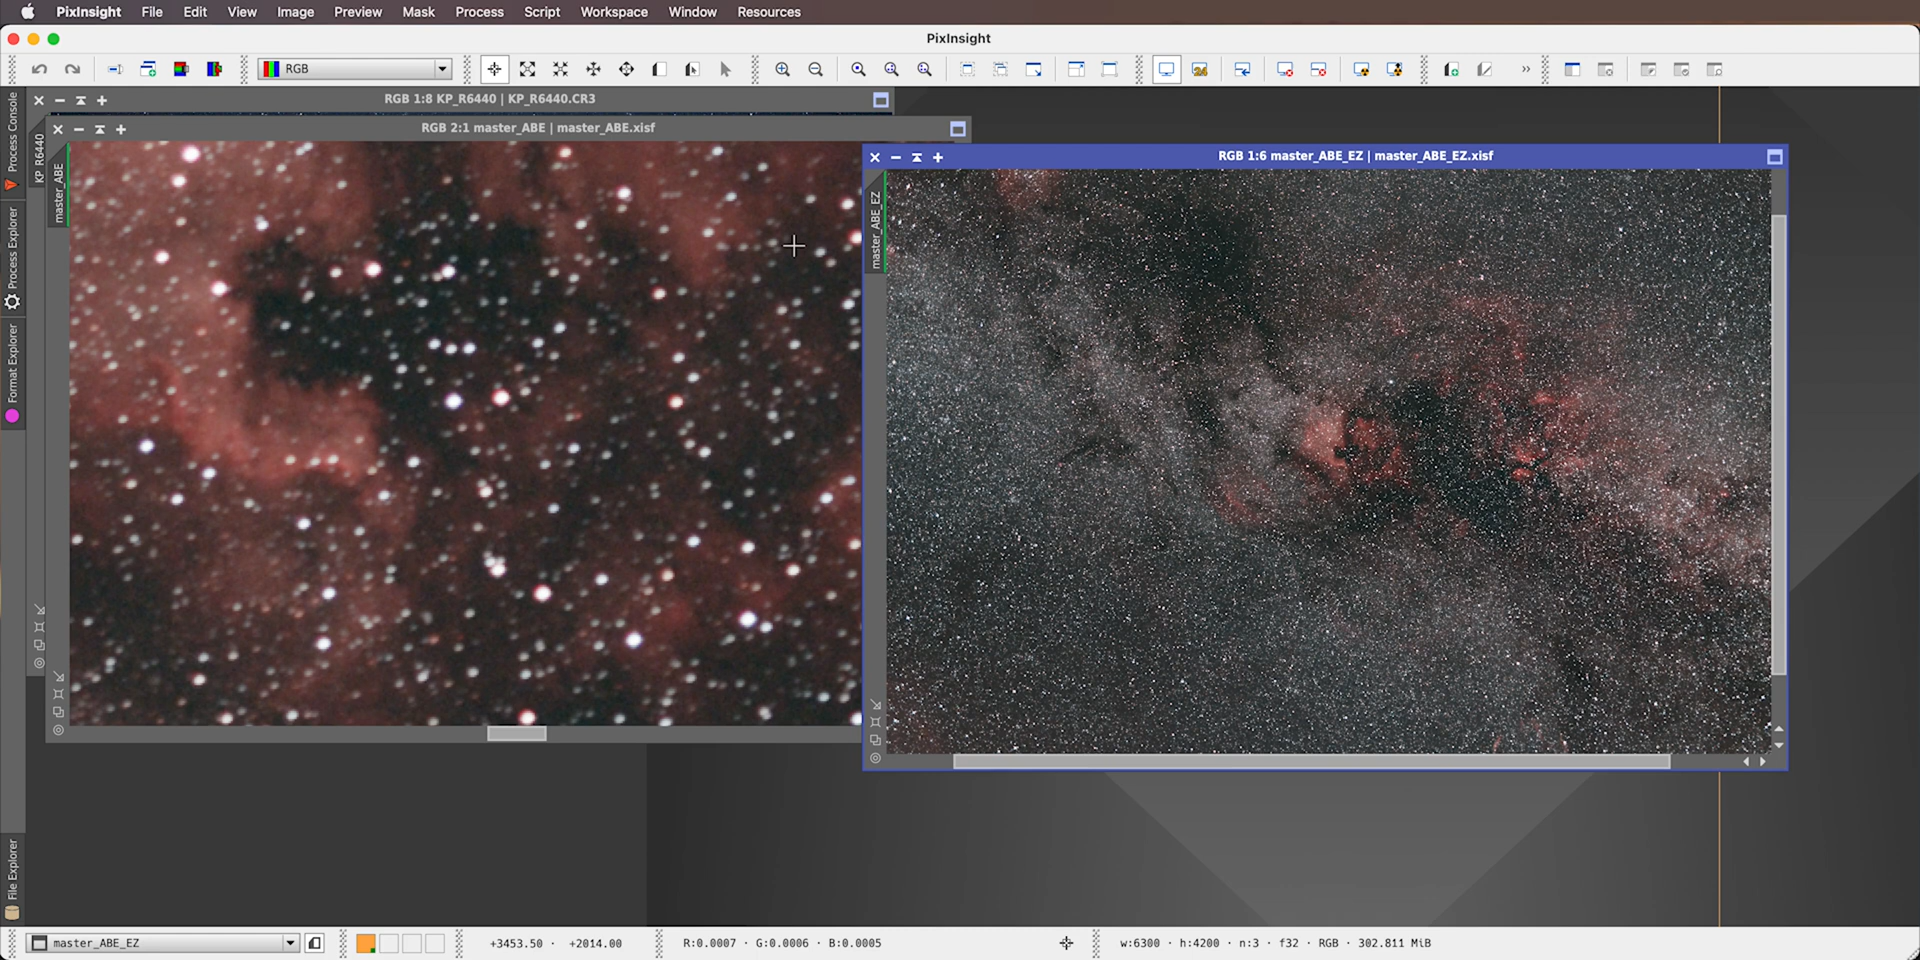 PixInsight File Edit View Image Preview Mask Process Script Workspace Window Resources
PixInsight
RGB
RGB 1:8 KP_R6440 | KP_R6440.CR3
RGB 2:1 master_ABE | master_ABE.xisf
RGB 1:6 master_ABE_EZ | master_ABE_EZ.xisf
Process Console
Process Explorer
Format Explorer
File Explorer
KP_R6440
master_ABE
master_ABE_EZ
master_ABE_EZ
+3453.50 · +2014.00
R:0.0007 · G:0.0006 · B:0.0005
w:6300 · h:4200 · n:3 · f32 · RGB · 302.811 MiB